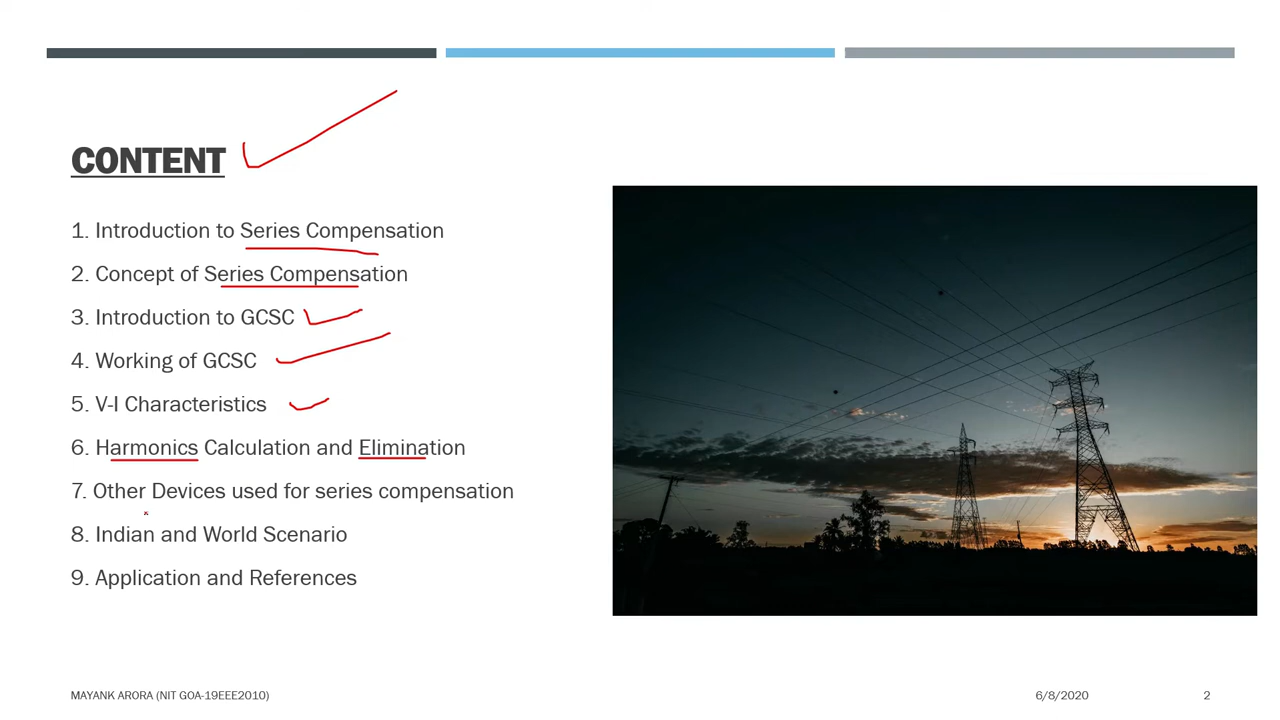 CONTENT
1. Introduction to Series Compensation
2. Concept of Series Compensation
3. Introduction to GCSC
4. Working of GCSC
5. V-I Characteristics
6. Harmonics Calculation and Elimination
7. Other Devices used for series compensation
8. Indian and World Scenario
9. Application and References
MAYANK ARORA (NIT GOA-19EEE2010)
6/8/2020
2